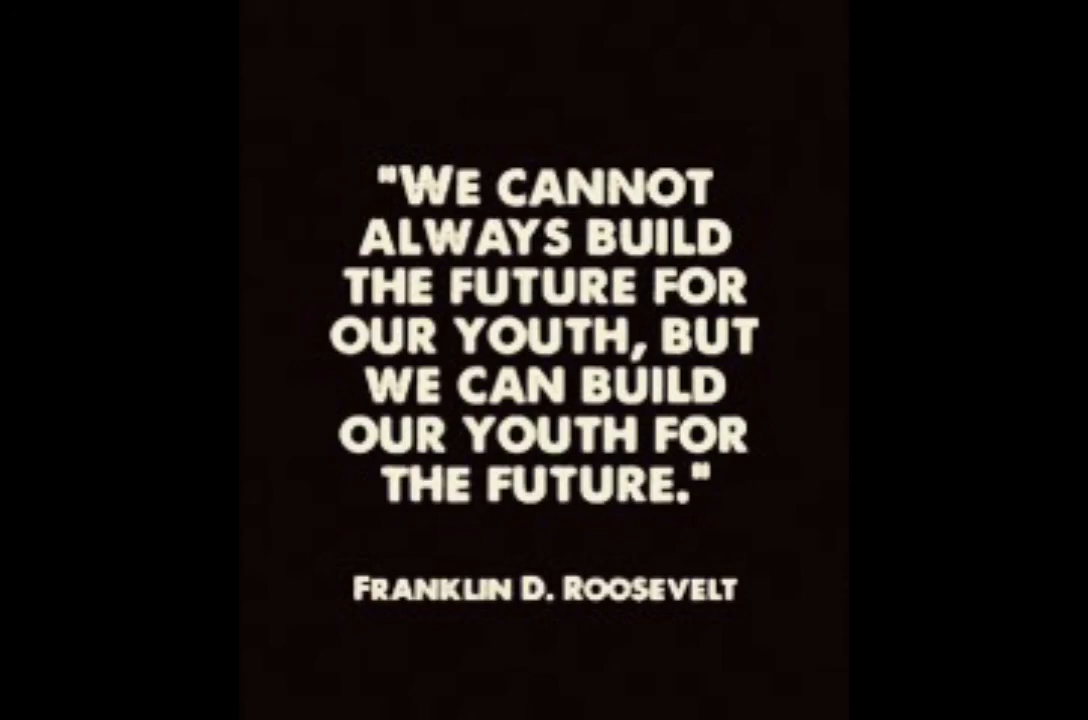 "WE CANNOT
ALWAYS BUILD
THE FUTURE FOR
OUR YOUTH, BUT
WE CAN BUILD
OUR YOUTH FOR
THE FUTURE."
FRANKLIN D. ROOSEVELT